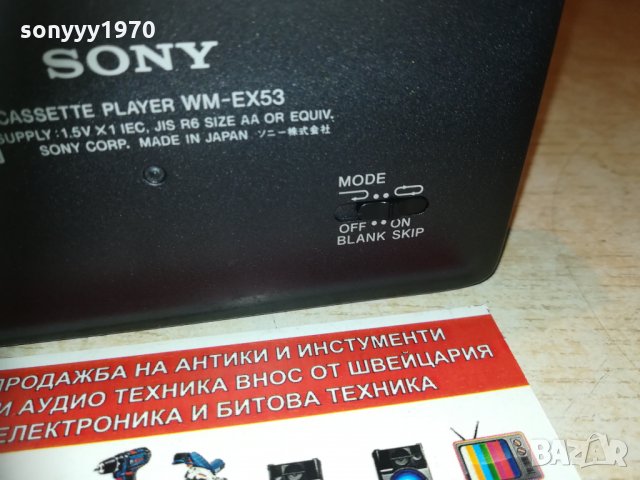 sonyyy1970
SONY
CASSETTE PLAYER WM-EX53
SUPPLY : 1.5V×1 IEC, JIS R6 SIZE AA OR EQUIV.
SONY CORP. MADE IN JAPAN ソニー株式会社
MODE
OFF ON
BLANK SKIP
ПРОДАЖБА НА АНТИКИ И ИНСТУМЕНТИ
И АУДИО ТЕХНИКА ВНОС ОТ ШВЕЙЦАРИЯ
ЕЛЕКТРОНИКА И БИТОВА ТЕХНИКА
BAZAR